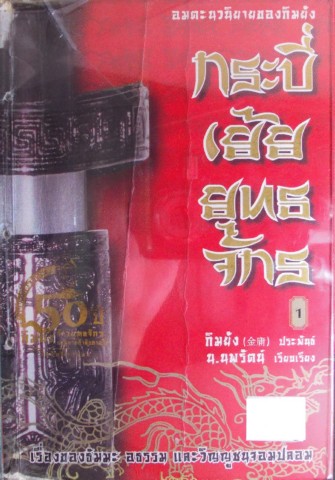 อมตะนวนิยายของกิมย้ง
กระบี่
เย้ย
ยุทธ
จักร
1
กิมย้ง (金庸) ประพันธ์
น.นพรัตน์ เรียบเรียง
เรื่องของธัมมะ อธรรม และวิญญูชนจอมปลอม